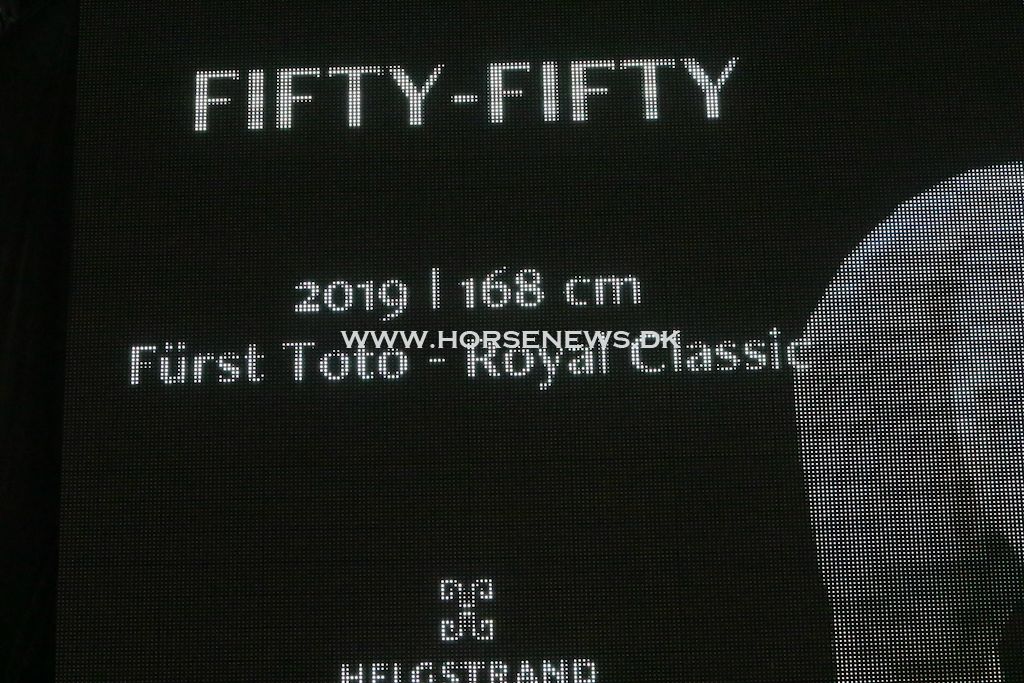 FIFTY-FIFTY
2019 | 168 cm
WWW.HORSENEWS.DK
Fürst Toto - Royal Classic
HELGSTRAND